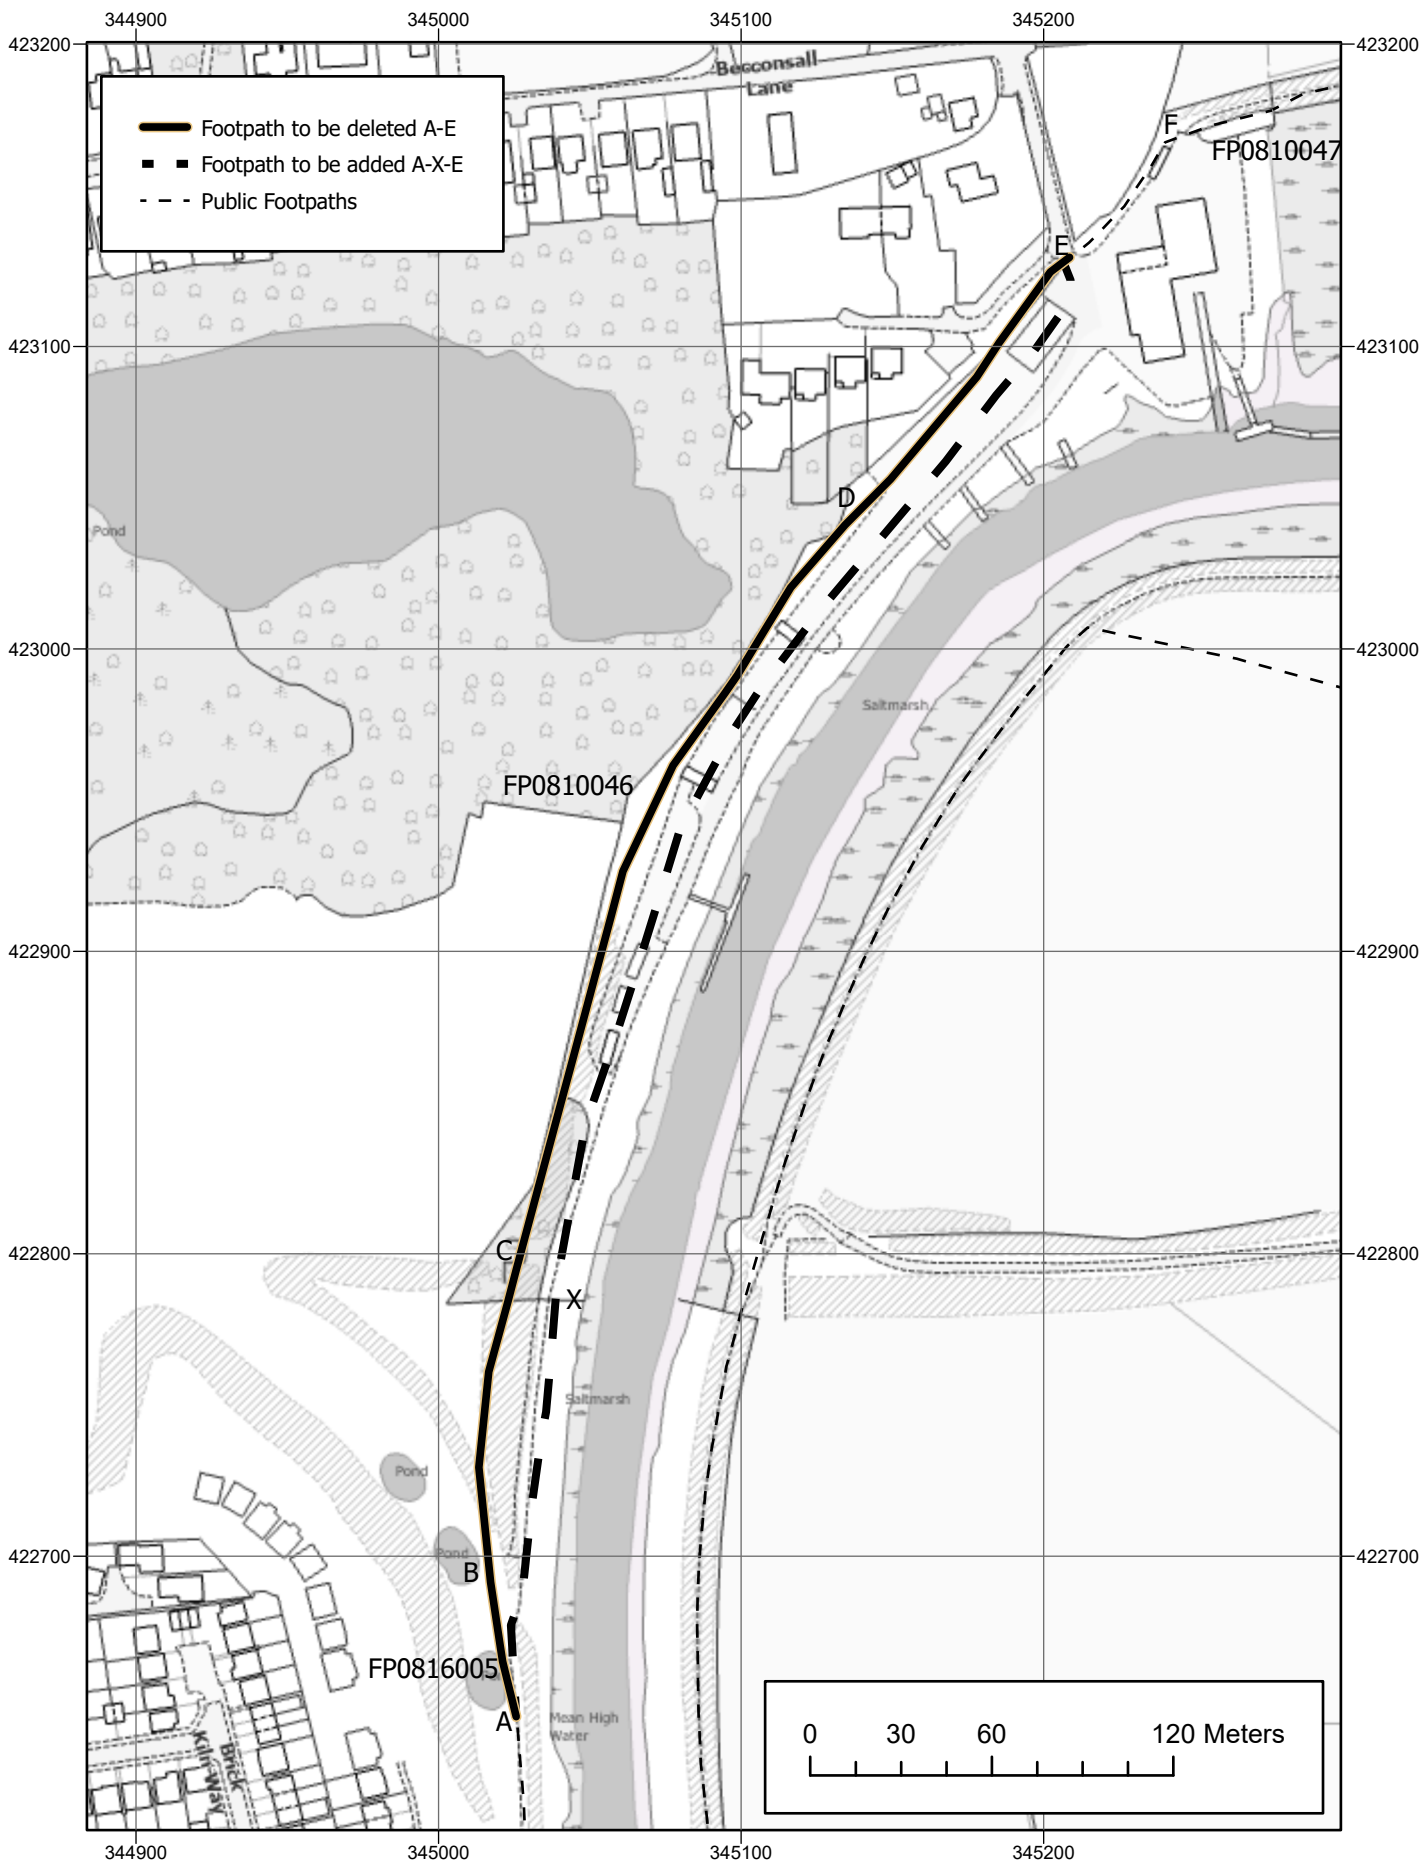 344900 345000 345100 345200
423200 423200
Becconsall
Lane
Footpath to be deleted A-E
Footpath to be added A-X-E
Public Footpaths
F
FP0810047
E
423100 423100
D
Pond
423000 423000
Saltmarsh
FP0810046
422900 422900
C
422800 422800
X
Saltmarsh
Pond
Pond
422700 422700
B
FP0816005
A
Mean High
Water
Brick
Kiln Way
0 30 60 120 Meters
344900 345000 345100 345200